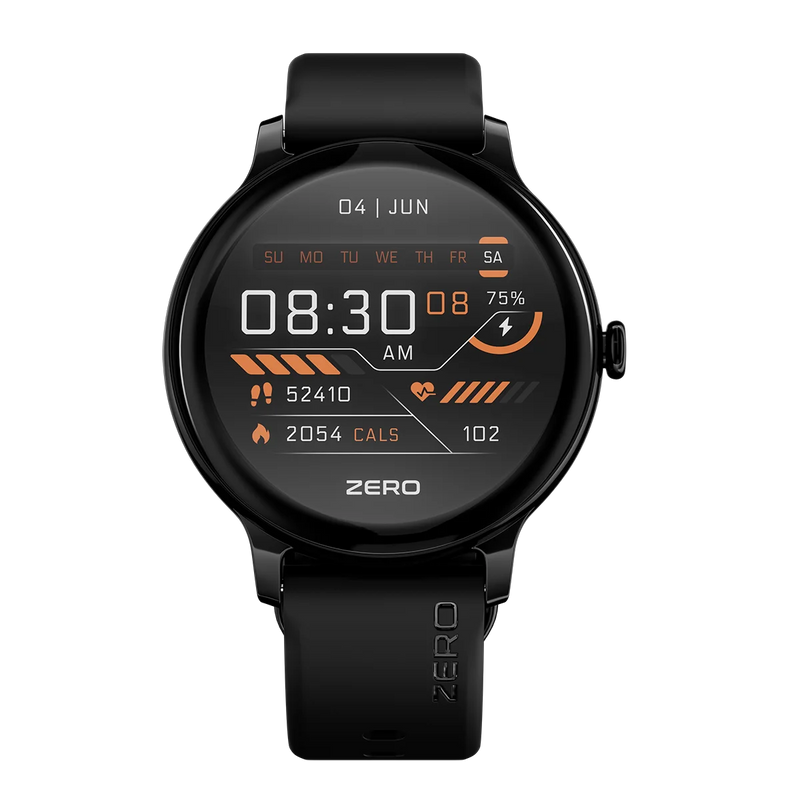 04 | JUN
SU MO TU WE TH FR SA
08:30 08 75%
AM
52410
2054 CALS 102
ZERO
ZERO